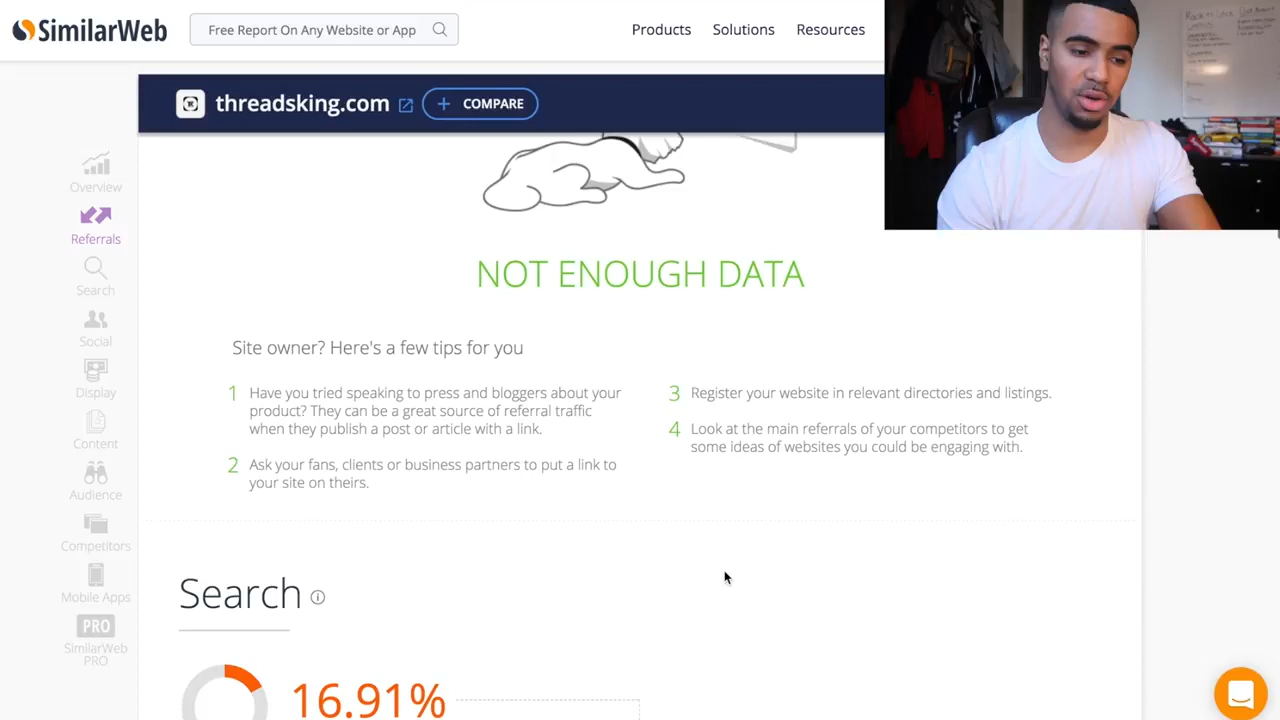 SimilarWeb
Free Report On Any Website or App
Products
Solutions
Resources
threadsking.com
+ COMPARE
Overview
Referrals
Search
Social
Display
Content
Audience
Competitors
Mobile Apps
PRO
SimilarWeb
PRO
NOT ENOUGH DATA
Site owner? Here's a few tips for you
1 Have you tried speaking to press and bloggers about your
product? They can be a great source of referral traffic
when they publish a post or article with a link.
2 Ask your fans, clients or business partners to put a link to
your site on theirs.
3 Register your website in relevant directories and listings.
4 Look at the main referrals of your competitors to get
some ideas of websites you could be engaging with.
Search
16.91%